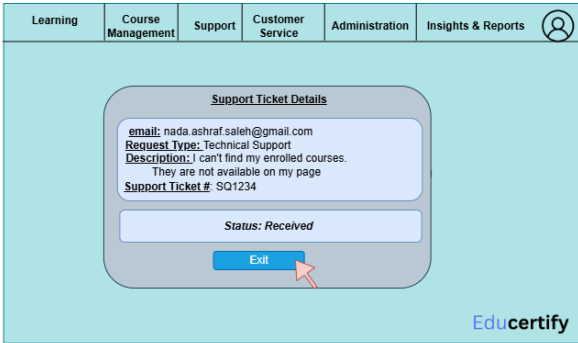 Learning
Course Management
Support
Customer Service
Administration
Insights & Reports
Support Ticket Details
email: nada.ashraf.saleh@gmail.com
Request Type: Technical Support
Description: I can't find my enrolled courses.
They are not available on my page
Support Ticket #: SQ1234
Status: Received
Exit
Educertify